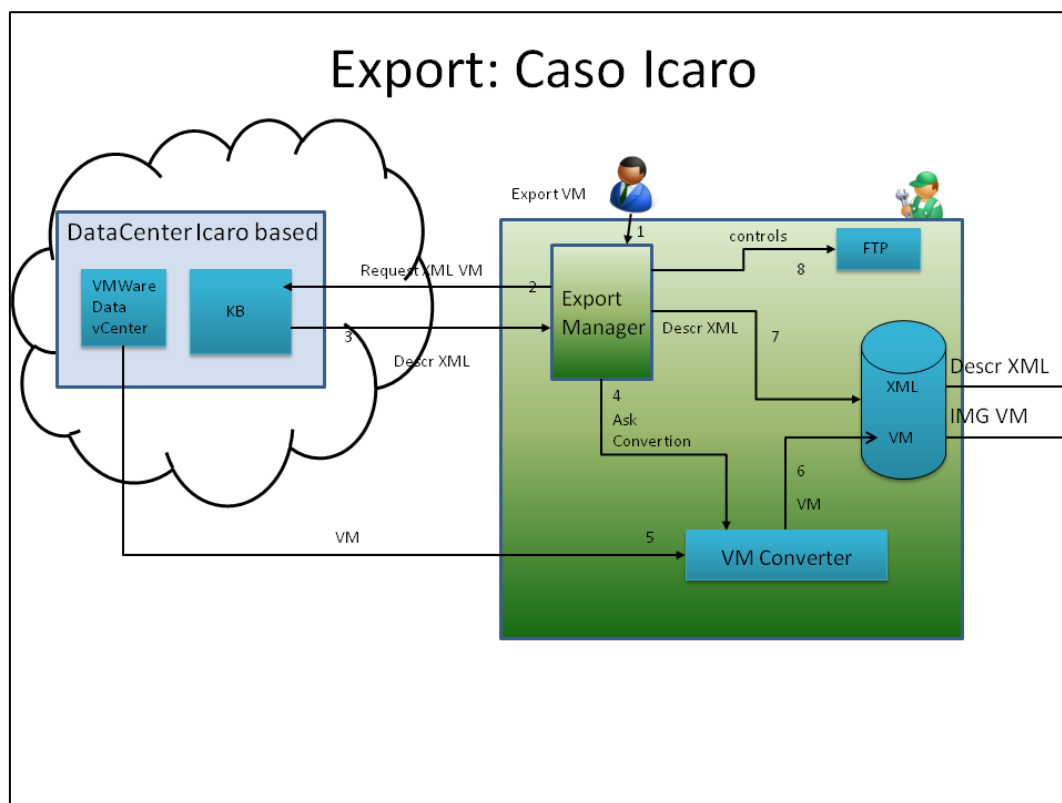 Export: Caso Icaro
Export VM
1
DataCenter Icaro based
VMWare
Data
vCenter
KB
Request XML VM
2
3
Descr XML
Export
Manager
controls
8
FTP
Descr XML
7
4
Ask
Convertion
XML
VM
Descr XML
IMG VM
6
VM
VM
5
VM Converter